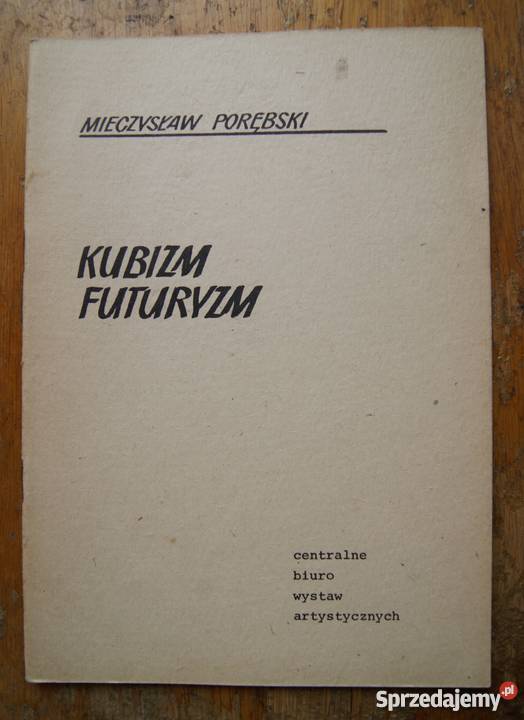 MIECZYSŁAW PORĘBSKI
KUBIZM
FUTURYZM
centralne
biuro
wystaw
artystycznych
Sprzedajemy.pl